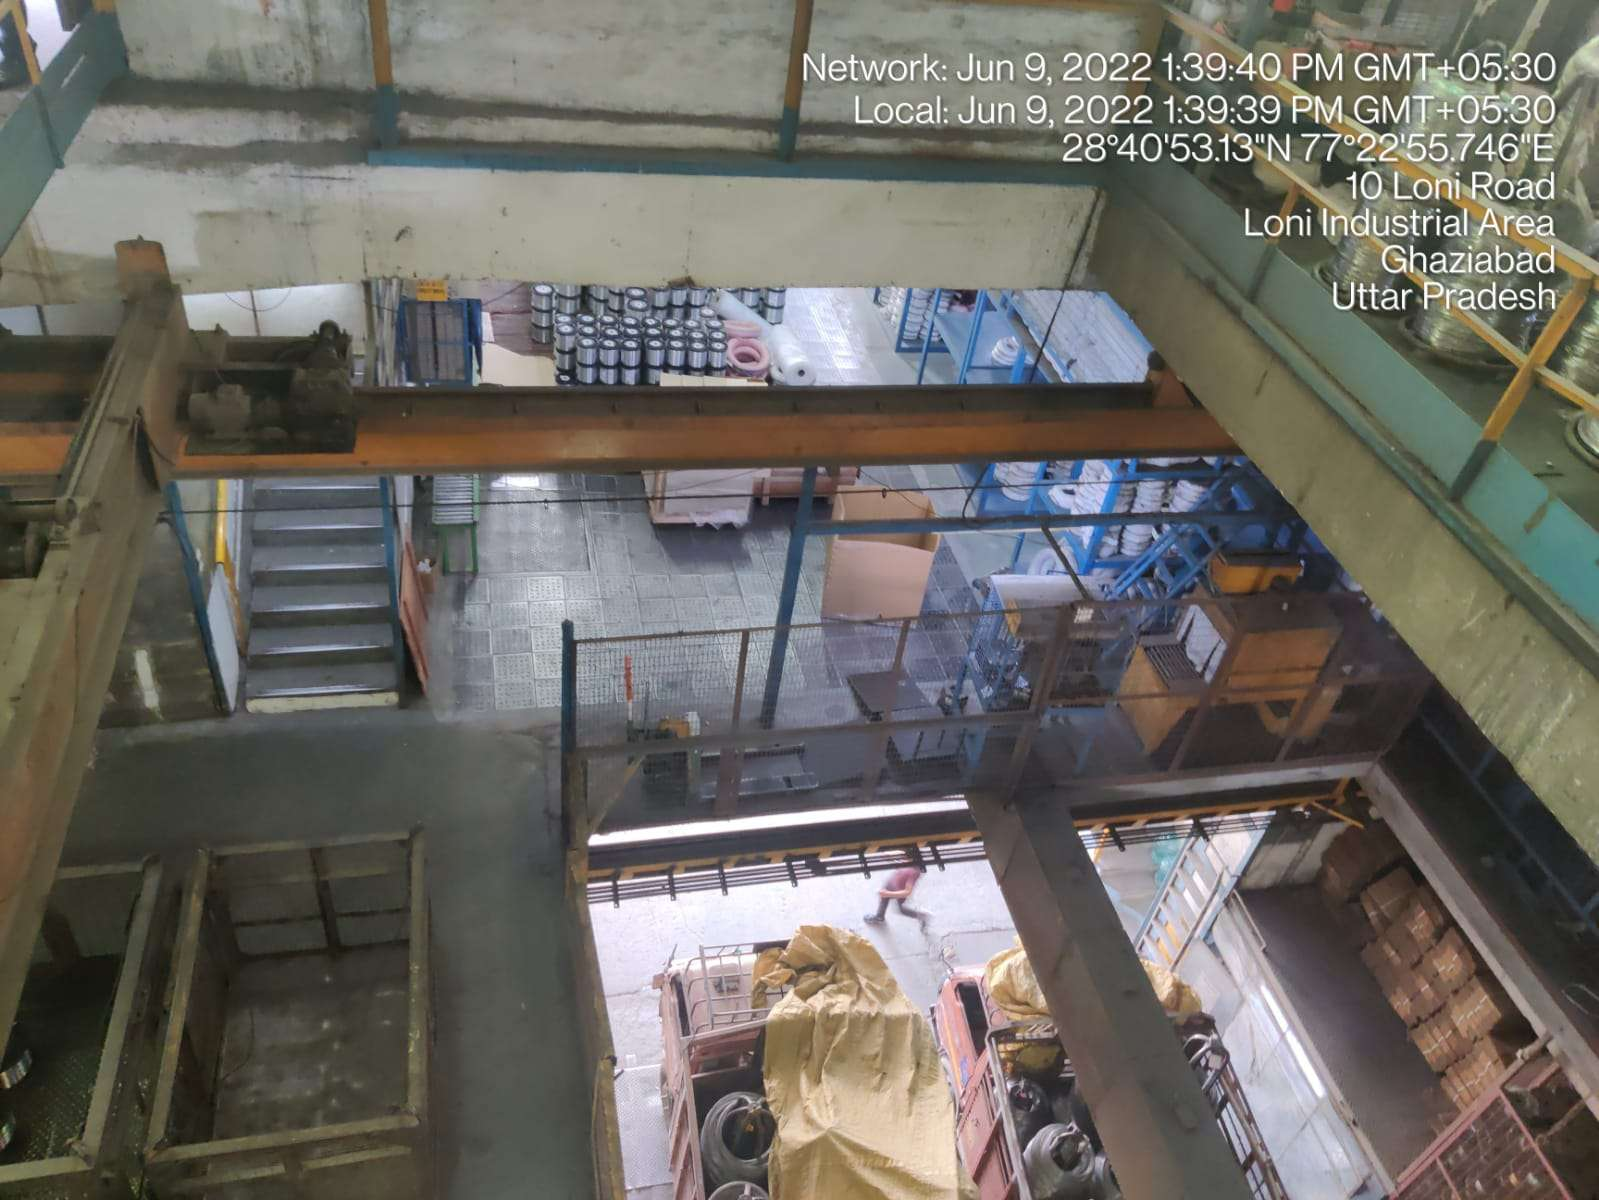 Network: Jun 9, 2022 1:39:40 PM GMT+05:30
Local: Jun 9, 2022 1:39:39 PM GMT+05:30
28°40'53.13"N 77°22'55.746"E
10 Loni Road
Loni Industrial Area
Ghaziabad
Uttar Pradesh